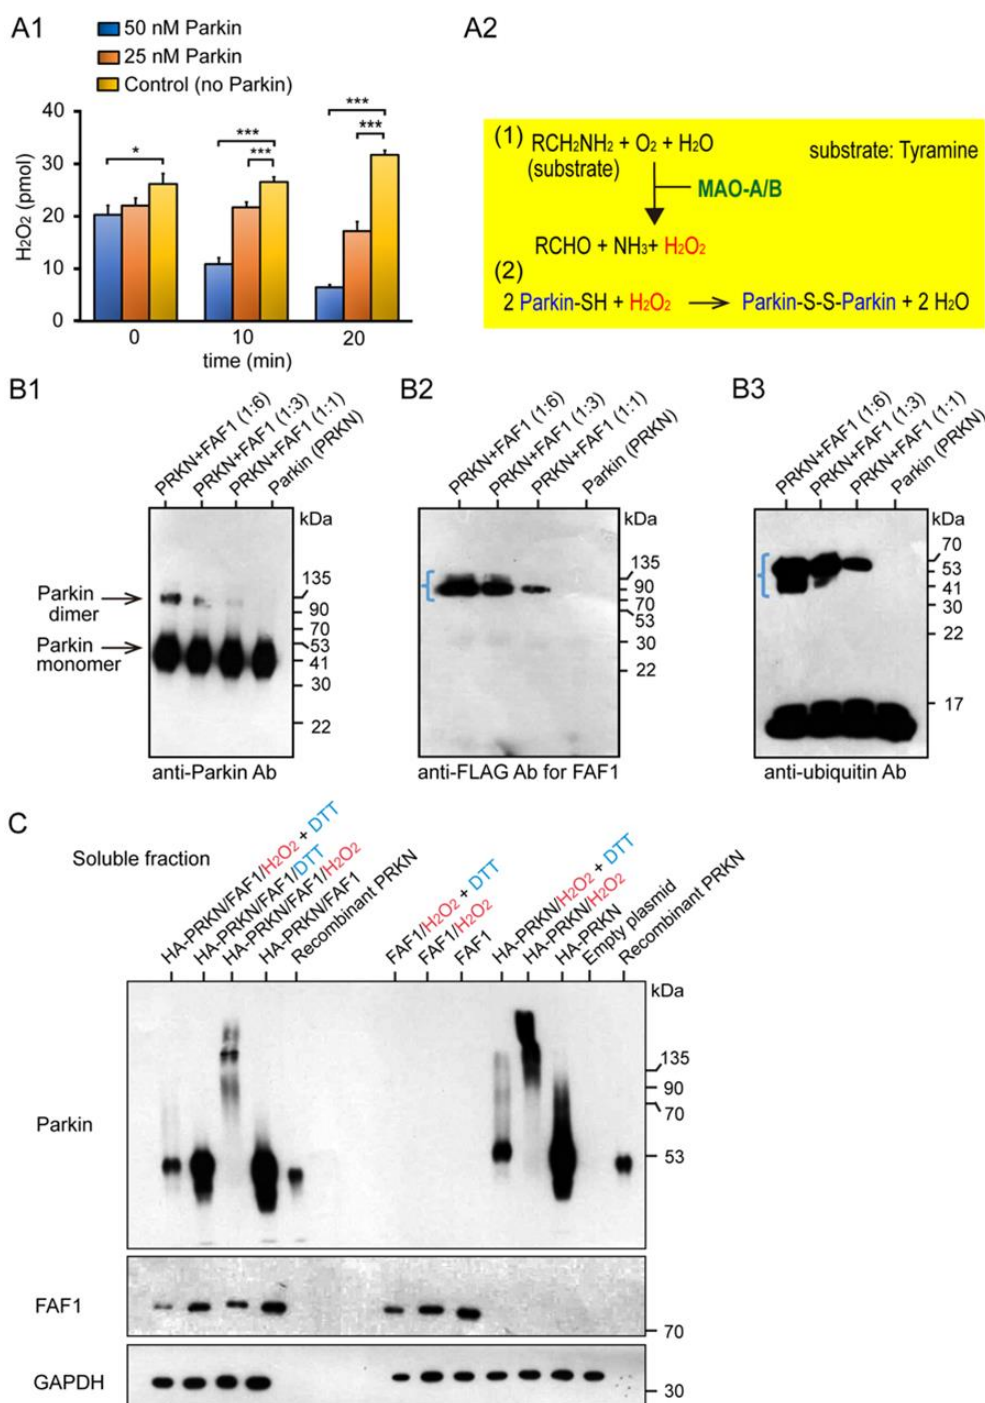 A1
50 nM Parkin
25 nM Parkin
Control (no Parkin)
H₂O₂ (pmol)
40
30
20
10
0
*
***
***
***
***
0 10 20
time (min)
A2
(1) RCH₂NH₂ + O₂ + H₂O
(substrate)
substrate: Tyramine
MAO-A/B
RCHO + NH₃+ H₂O₂
(2)
2 Parkin-SH + H₂O₂ → Parkin-S-S-Parkin + 2 H₂O
B1
PRKN+FAF1 (1:6)
PRKN+FAF1 (1:3)
PRKN+FAF1 (1:1)
Parkin (PRKN)
kDa
135
90
70
53
41
30
22
Parkin
dimer
Parkin
monomer
anti-Parkin Ab
B2
PRKN+FAF1 (1:6)
PRKN+FAF1 (1:3)
PRKN+FAF1 (1:1)
Parkin (PRKN)
kDa
135
90
70
53
30
22
anti-FLAG Ab for FAF1
B3
PRKN+FAF1 (1:6)
PRKN+FAF1 (1:3)
PRKN+FAF1 (1:1)
Parkin (PRKN)
kDa
70
53
41
30
22
17
anti-ubiquitin Ab
C
Soluble fraction
HA-PRKN/FAF1/H₂O₂ + DTT
HA-PRKN/FAF1/DTT
HA-PRKN/FAF1/H₂O₂
HA-PRKN/FAF1
Recombinant PRKN
FAF1/H₂O₂ + DTT
FAF1/H₂O₂
FAF1
HA-PRKN/H₂O₂ + DTT
HA-PRKN/H₂O₂
HA-PRKN
Empty plasmid
Recombinant PRKN
kDa
135
90
70
53
Parkin
FAF1
70
GAPDH
30